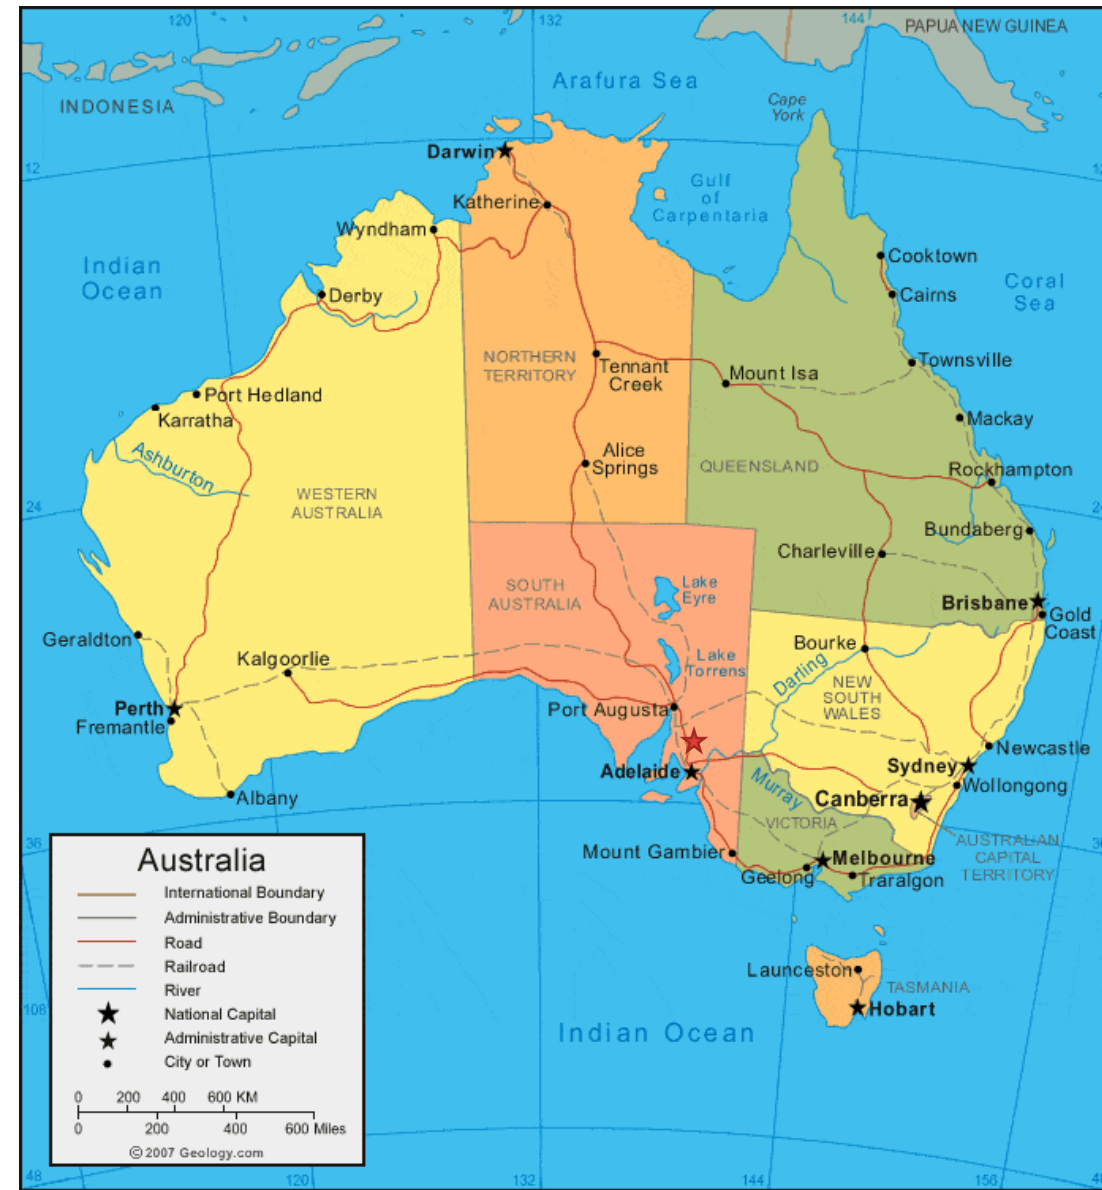 120
132
144
PAPUA NEW GUINEA
Arafura Sea
INDONESIA
Cape
York
Darwin
12
Gulf
of
Carpentaria
Katherine
Wyndham
Indian
Ocean
Cooktown
Coral
Sea
Derby
Cairns
NORTHERN
TERRITORY
Tennant
Creek
Mount Isa
Townsville
Port Hedland
Karratha
Mackay
Ashburton
Alice
Springs
QUEENSLAND
Rockhampton
WESTERN
AUSTRALIA
24
Bundaberg
Charleville
SOUTH
AUSTRALIA
Lake
Eyre
Brisbane
Gold
Coast
Geraldton
Kalgoorlie
Bourke
Lake
Torrens
Darling
NEW
SOUTH
WALES
Perth
Fremantle
Port Augusta
Newcastle
Adelaide
Sydney
Wollongong
Murray
Canberra
Albany
VICTORIA
36
AUSTRALIAN
CAPITAL
TERRITORY
Mount Gambier
Melbourne
Geelong
Traralgon
Launceston
TASMANIA
Hobart
Indian Ocean
108
Australia
International Boundary
Administrative Boundary
Road
Railroad
River
National Capital
Administrative Capital
City or Town
0 200 400 600 KM
0 200 400 600 Miles
©2007 Geology.com
48
120
132
144
156